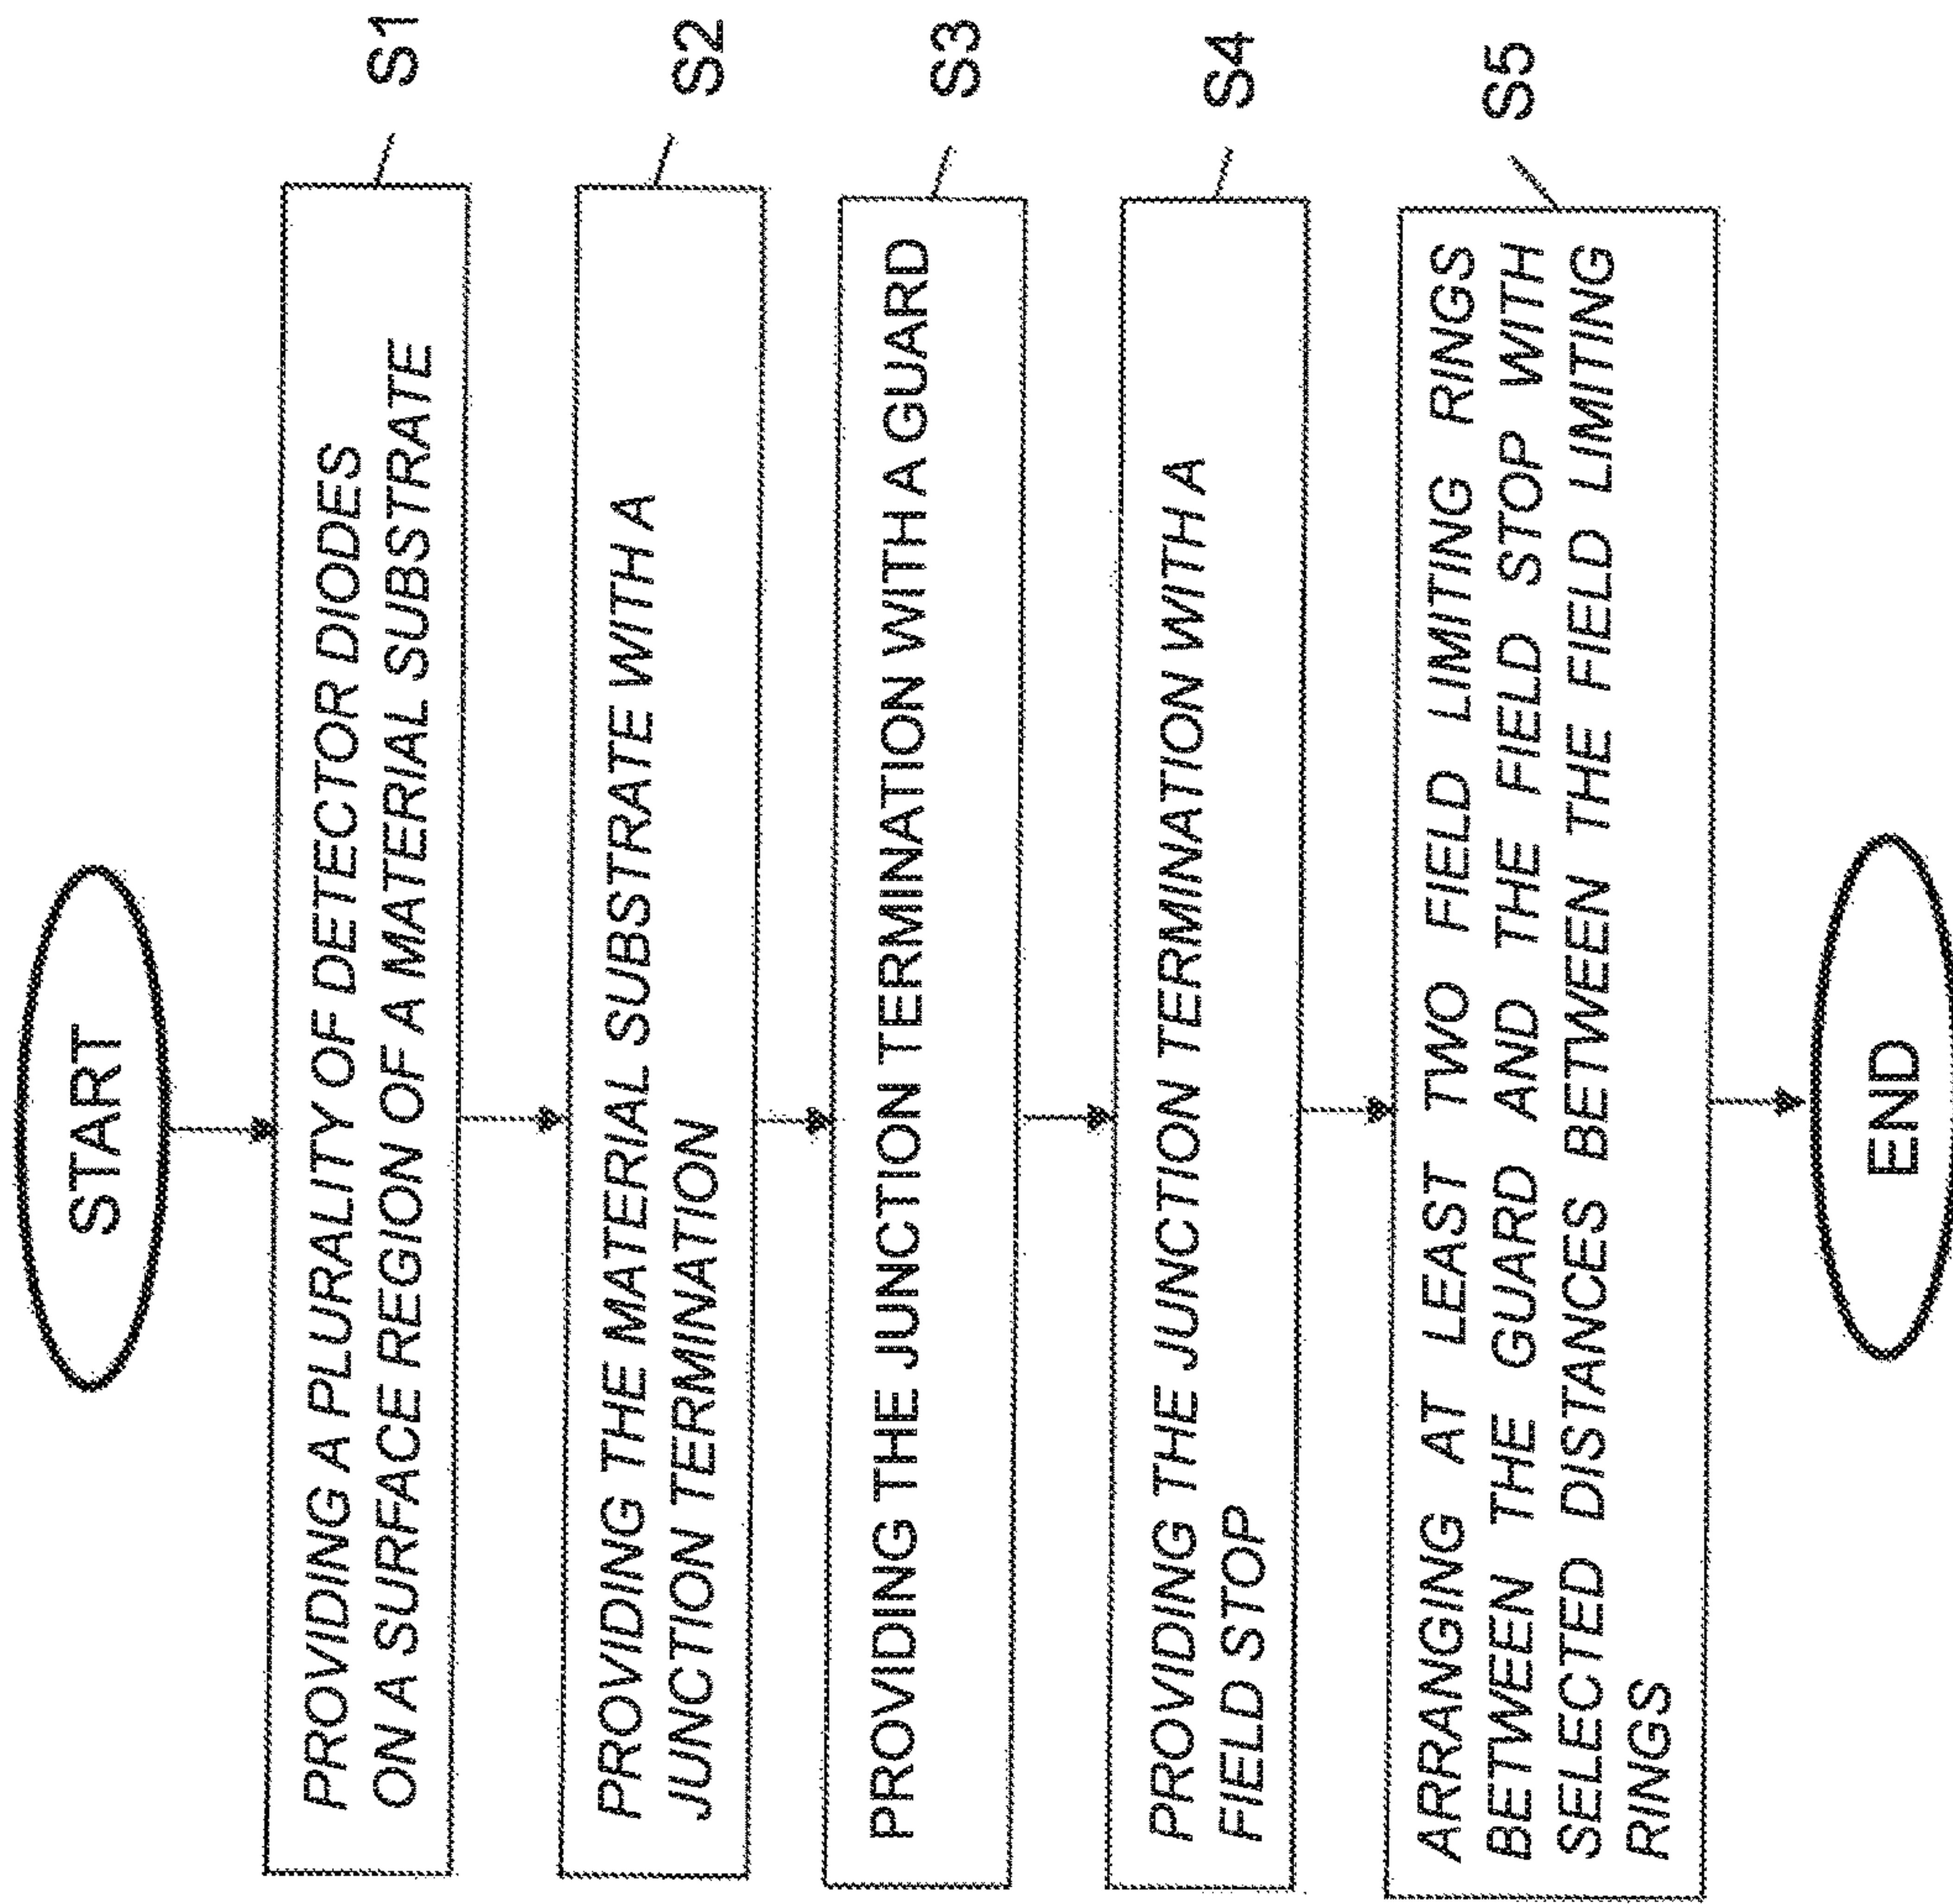 START
PROVIDING A PLURALITY OF DETECTOR DIODES
ON A SURFACE REGION OF A MATERIAL SUBSTRATE
S1
PROVIDING THE MATERIAL SUBSTRATE WITH A
JUNCTION TERMINATION
S2
PROVIDING THE JUNCTION TERMINATION WITH A GUARD
S3
PROVIDING THE JUNCTION TERMINATION WITH A
FIELD STOP
S4
ARRANGING AT LEAST TWO FIELD LIMITING RINGS
BETWEEN THE GUARD AND THE FIELD STOP WITH
SELECTED DISTANCES BETWEEN THE FIELD LIMITING
RINGS
S5
END